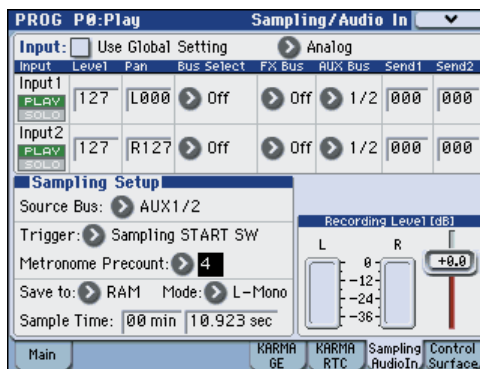 PROG P0:Play Sampling/Audio In
Input: Use Global Setting Analog
Input Level Pan Bus Select FX Bus AUX Bus Send1 Send2
Input1
PLAY 127 L000 Off Off 1/2 000 000
SOLO
Input2
PLAY 127 R127 Off Off 1/2 000 000
SOLO
Sampling Setup
Source Bus: AUX1/2
Trigger: Sampling START SW
Metronome Precount: 4
Save to: RAM Mode: L-Mono
Sample Time: 00 min 10.923 sec
Recording Level [dB]
L R
0 +0.0
-12
-24
-36
Main KARMA GE KARMA RTC Sampling AudioIn Control Surface